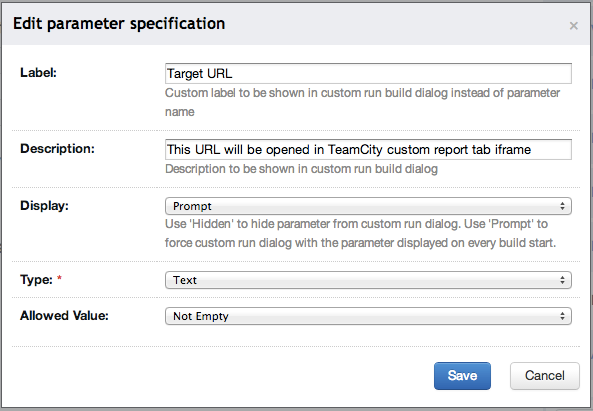 Edit parameter specification
×
Label:
Target URL
Custom label to be shown in custom run build dialog instead of parameter
name
Description:
This URL will be opened in TeamCity custom report tab iframe
Description to be shown in custom run build dialog
Display:
Prompt
Use 'Hidden' to hide parameter from custom run dialog. Use 'Prompt' to
force custom run dialog with the parameter displayed on every build start.
Type: *
Text
Allowed Value:
Not Empty
Save
Cancel